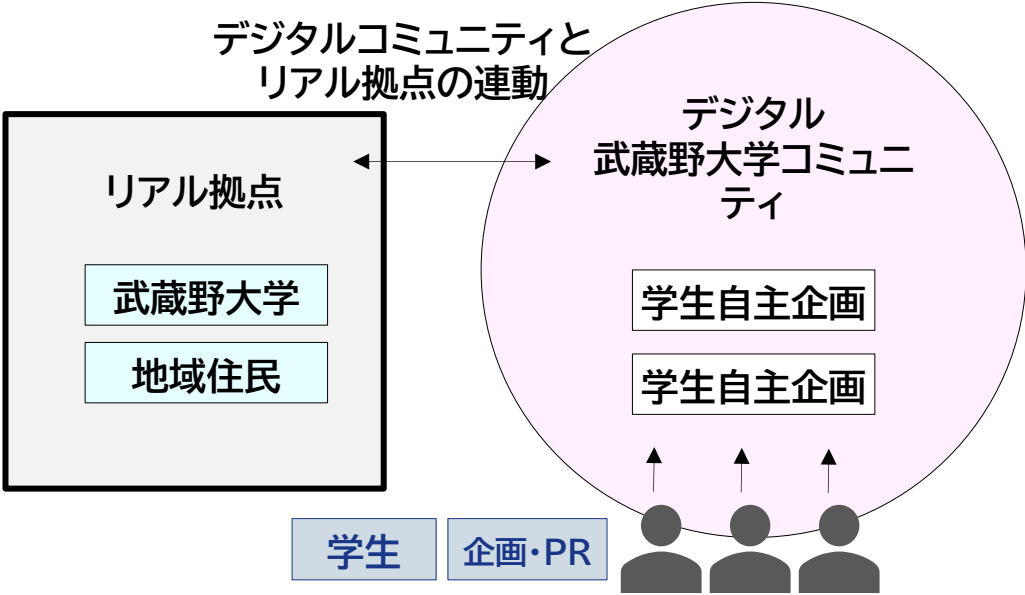 デジタルコミュニティと
リアル拠点の連動
リアル拠点
武蔵野大学
地域住民
デジタル
武蔵野大学コミュニ
ティ
学生自主企画
学生自主企画
学生
企画・PR